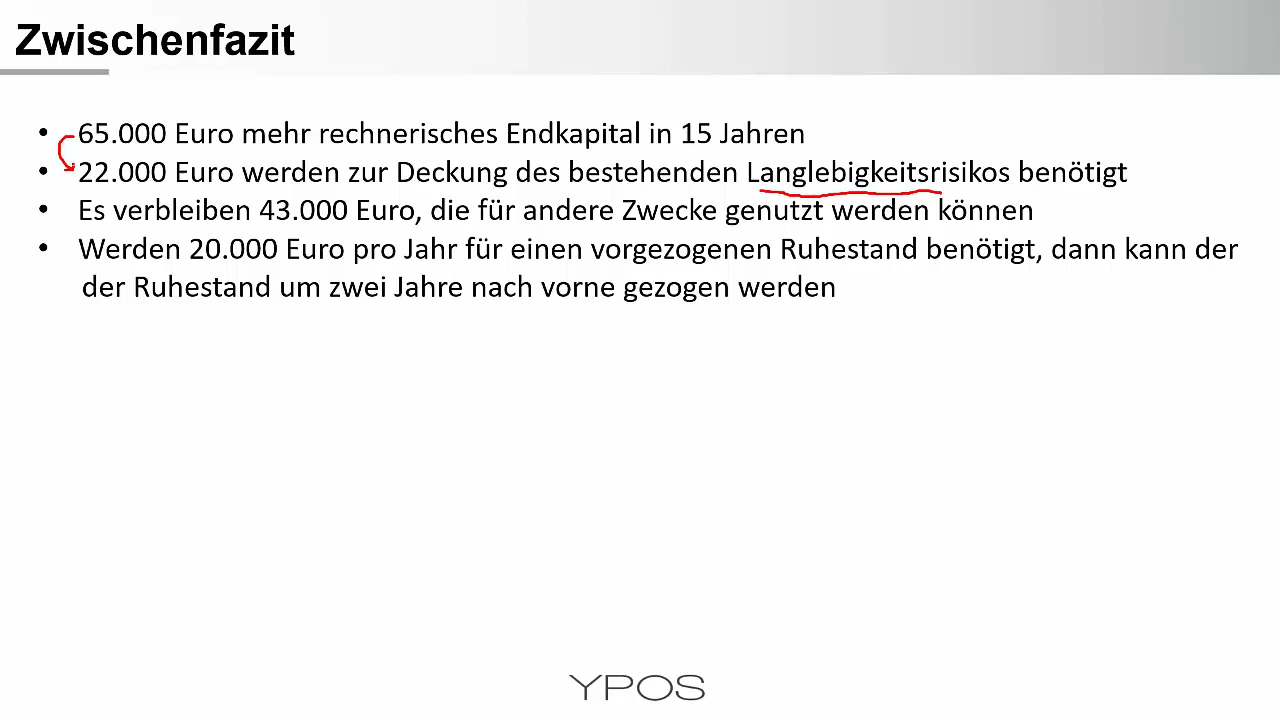 Zwischenfazit
• 65.000 Euro mehr rechnerisches Endkapital in 15 Jahren
• 22.000 Euro werden zur Deckung des bestehenden Langlebigkeitsrisikos benötigt
• Es verbleiben 43.000 Euro, die für andere Zwecke genutzt werden können
• Werden 20.000 Euro pro Jahr für einen vorgezogenen Ruhestand benötigt, dann kann der
der Ruhestand um zwei Jahre nach vorne gezogen werden
YPOS